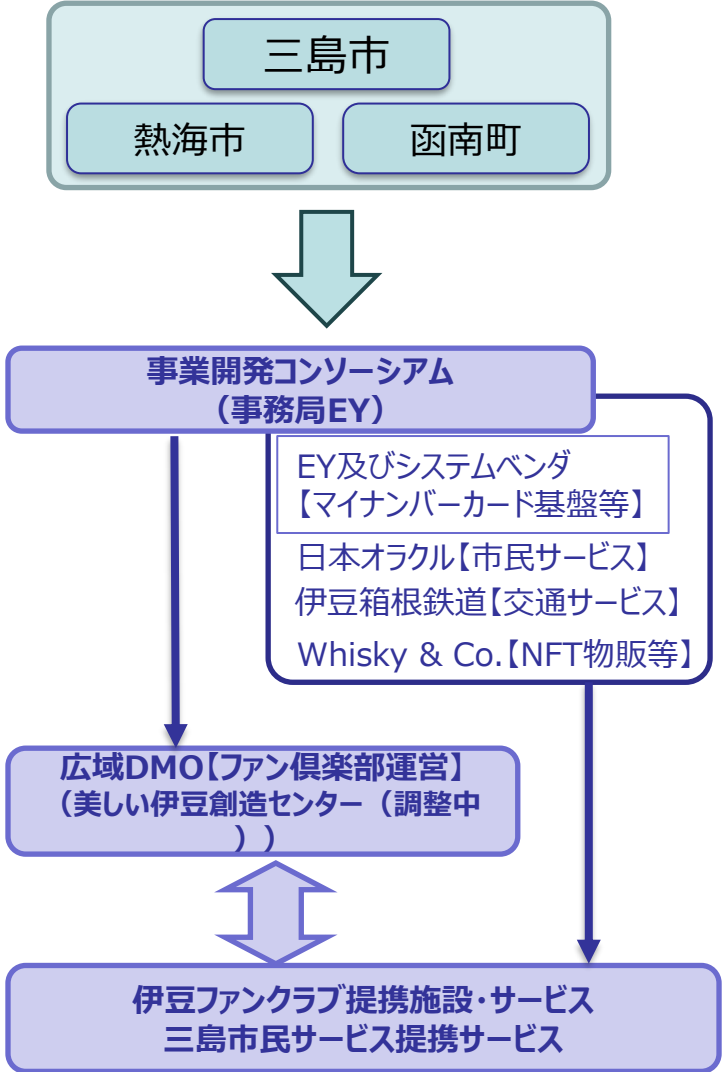 三島市
熱海市
函南町
事業開発コンソーシアム
（事務局EY）
EY及びシステムベンダ
【マイナンバーカード基盤等】
日本オラクル【市民サービス】
伊豆箱根鉄道【交通サービス】
Whisky & Co.【NFT物販等】
広域DMO【ファン倶楽部運営】
（美しい伊豆創造センター（調整中
））
伊豆ファンクラブ提携施設・サービス
三島市民サービス提携サービス